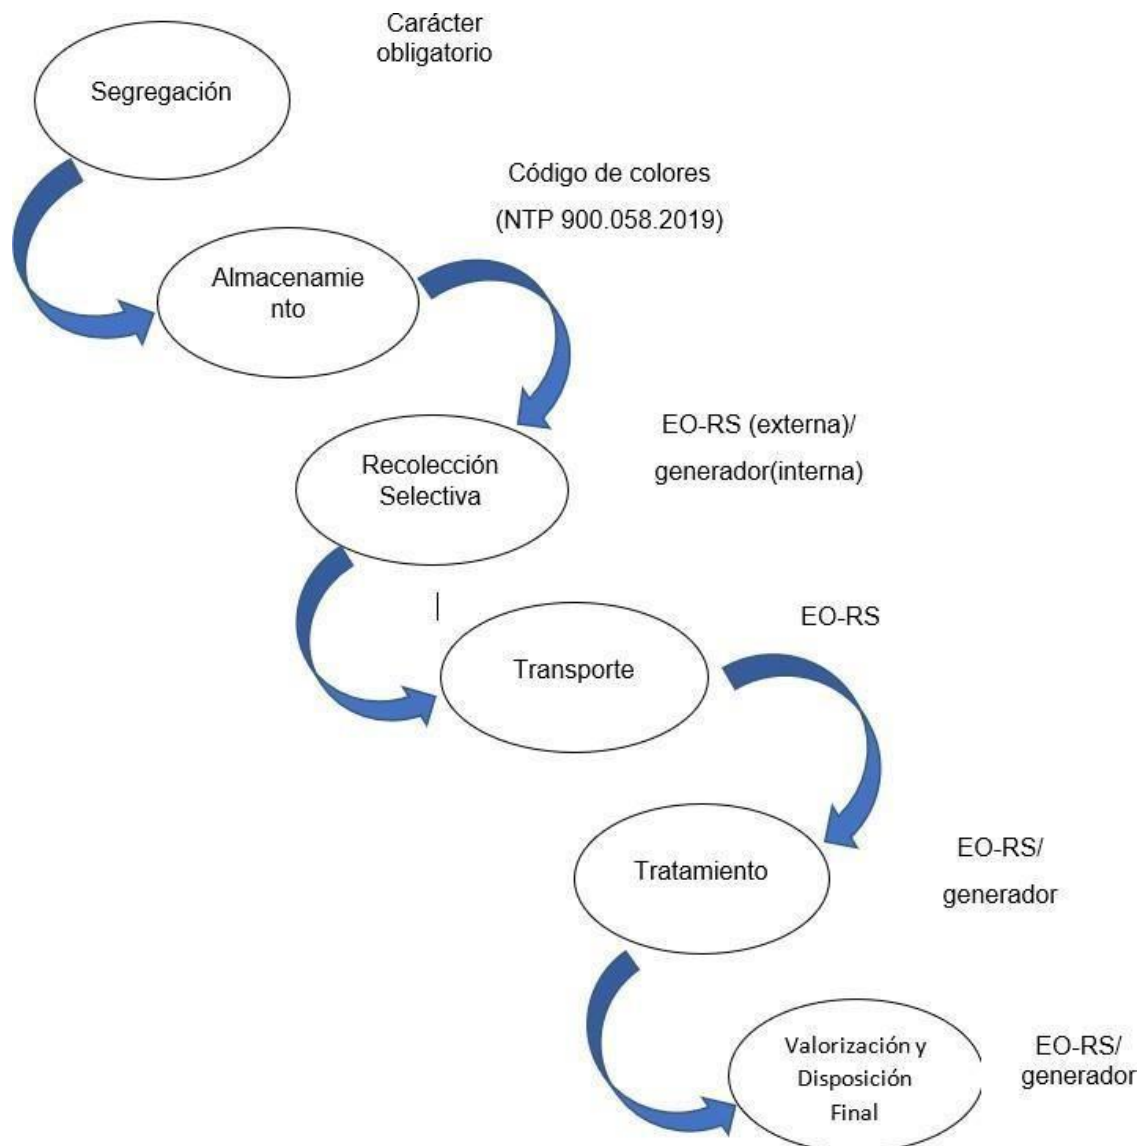 Carácter
obligatorio
Segregación
Código de colores
(NTP 900.058.2019)
Almacenamie
nto
EO-RS (externa)/
generador(interna)
Recolección
Selectiva
EO-RS
Transporte
EO-RS/
generador
Tratamiento
Valorización y
Disposición
Final
EO-RS/
generador